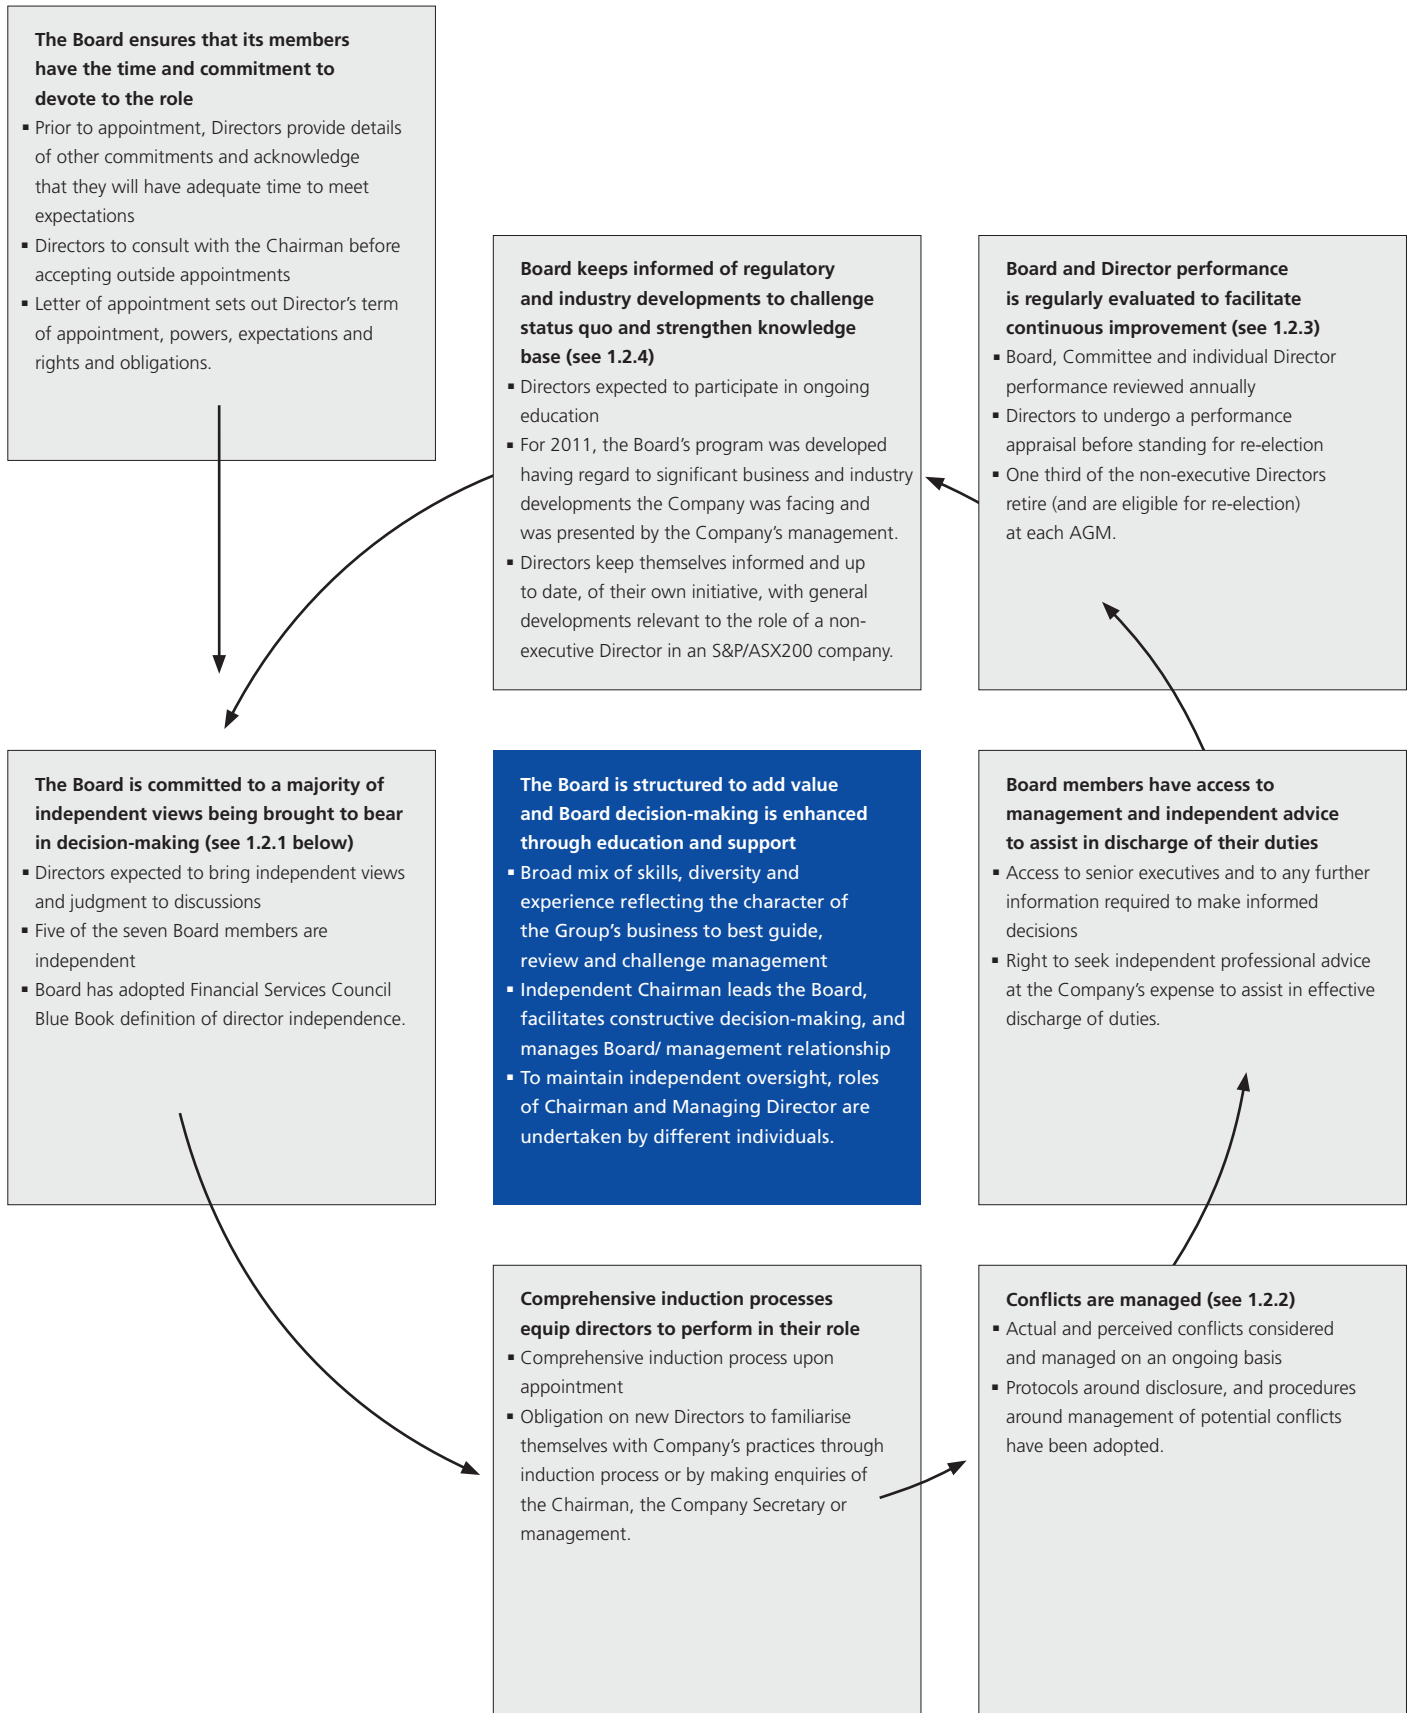 The Board ensures that its members
have the time and commitment to
devote to the role
▪ Prior to appointment, Directors provide details
of other commitments and acknowledge
that they will have adequate time to meet
expectations
▪ Directors to consult with the Chairman before
accepting outside appointments
▪ Letter of appointment sets out Director’s term
of appointment, powers, expectations and
rights and obligations.
Board keeps informed of regulatory
and industry developments to challenge
status quo and strengthen knowledge
base (see 1.2.4)
▪ Directors expected to participate in ongoing
education
▪ For 2011, the Board’s program was developed
having regard to significant business and industry
developments the Company was facing and
was presented by the Company’s management.
▪ Directors keep themselves informed and up
to date, of their own initiative, with general
developments relevant to the role of a non-
executive Director in an S&P/ASX200 company.
Board and Director performance
is regularly evaluated to facilitate
continuous improvement (see 1.2.3)
▪ Board, Committee and individual Director
performance reviewed annually
▪ Directors to undergo a performance
appraisal before standing for re-election
▪ One third of the non-executive Directors
retire (and are eligible for re-election)
at each AGM.
The Board is committed to a majority of
independent views being brought to bear
in decision-making (see 1.2.1 below)
▪ Directors expected to bring independent views
and judgment to discussions
▪ Five of the seven Board members are
independent
▪ Board has adopted Financial Services Council
Blue Book definition of director independence.
The Board is structured to add value
and Board decision-making is enhanced
through education and support
▪ Broad mix of skills, diversity and
experience reflecting the character of
the Group’s business to best guide,
review and challenge management
▪ Independent Chairman leads the Board,
facilitates constructive decision-making, and
manages Board/ management relationship
▪ To maintain independent oversight, roles
of Chairman and Managing Director are
undertaken by different individuals.
Board members have access to
management and independent advice
to assist in discharge of their duties
▪ Access to senior executives and to any further
information required to make informed
decisions
▪ Right to seek independent professional advice
at the Company’s expense to assist in effective
discharge of duties.
Comprehensive induction processes
equip directors to perform in their role
▪ Comprehensive induction process upon
appointment
▪ Obligation on new Directors to familiarise
themselves with Company’s practices through
induction process or by making enquiries of
the Chairman, the Company Secretary or
management.
Conflicts are managed (see 1.2.2)
▪ Actual and perceived conflicts considered
and managed on an ongoing basis
▪ Protocols around disclosure, and procedures
around management of potential conflicts
have been adopted.